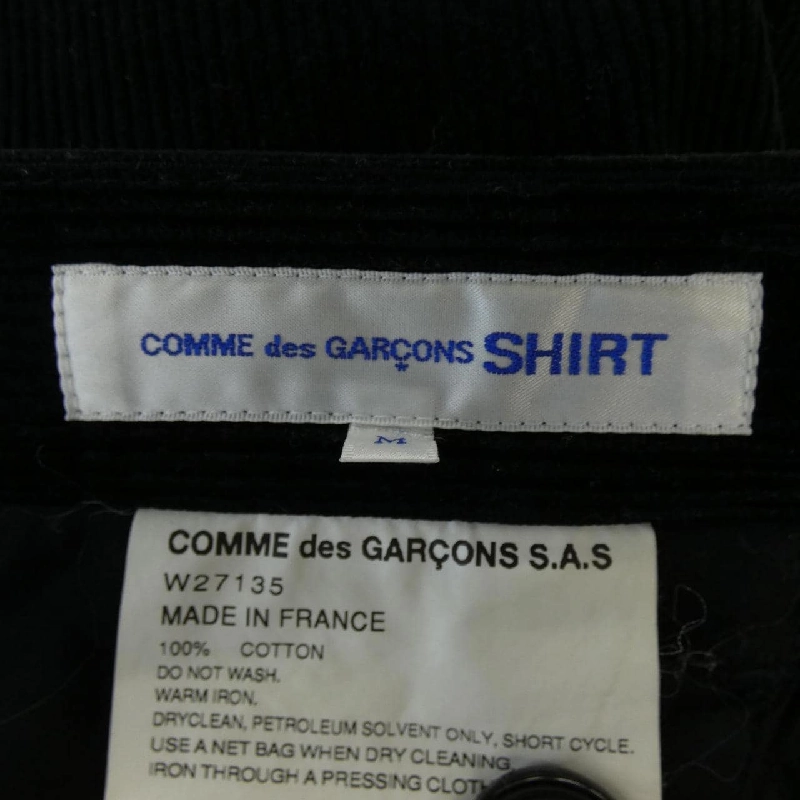 COMME des GARÇONS SHIRT
M
COMME des GARÇONS S.A.S
W27135
MADE IN FRANCE
100% COTTON
DO NOT WASH.
WARM IRON.
DRYCLEAN, PETROLEUM SOLVENT ONLY, SHORT CYCLE.
USE A NET BAG WHEN DRY CLEANING.
IRON THROUGH A PRESSING CLOTH